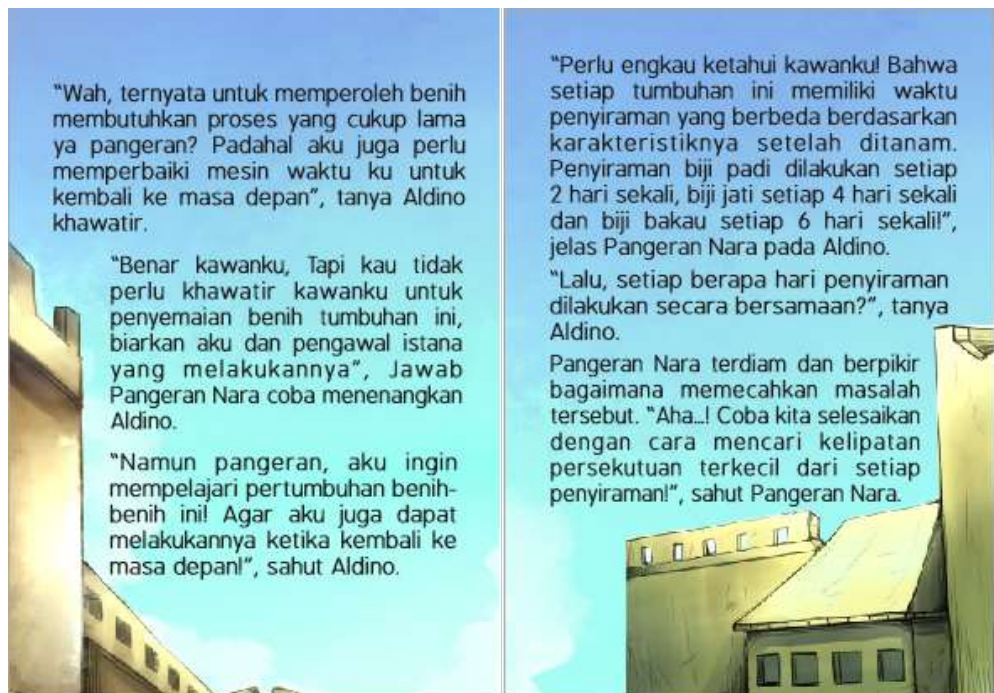 “Wah, ternyata untuk memperoleh benih
membutuhkan proses yang cukup lama
ya pangeran? Padahal aku juga perlu
memperbaiki mesin waktu ku untuk
kembali ke masa depan”, tanya Aldino
khawatir.
“Benar kawanku, Tapi kau tidak
perlu khawatir kawanku untuk
penyemaian benih tumbuhan ini,
biarkan aku dan pengawal istana
yang melakukannya”, Jawab
Pangeran Nara coba menenangkan
Aldino.
“Namun pangeran, aku ingin
mempelajari pertumbuhan benih-
benih ini! Agar aku juga dapat
melakukannya ketika kembali ke
masa depan!”, sahut Aldino.
“Perlu engkau ketahui kawanku! Bahwa
setiap tumbuhan ini memiliki waktu
penyiraman yang berbeda berdasarkan
karakteristiknya setelah ditanam.
Penyiraman biji padi dilakukan setiap
2 hari sekali, biji jati setiap 4 hari sekali
dan biji bakau setiap 6 hari sekali!”,
jelas Pangeran Nara pada Aldino.
“Lalu, setiap berapa hari penyiraman
dilakukan secara bersamaan?”, tanya
Aldino.
Pangeran Nara terdiam dan berpikir
bagaimana memecahkan masalah
tersebut. “Aha...! Coba kita selesaikan
dengan cara mencari kelipatan
persekutuan terkecil dari setiap
penyiraman!”, sahut Pangeran Nara.